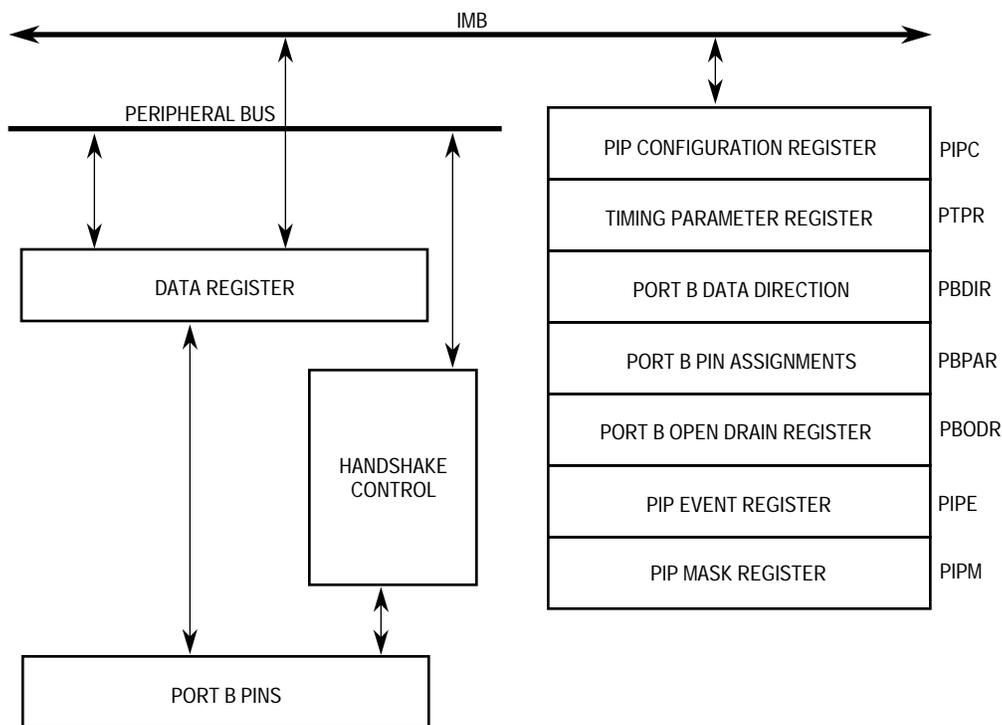 IMB
PERIPHERAL BUS
DATA REGISTER
HANDSHAKE
CONTROL
PORT B PINS
PIP CONFIGURATION REGISTER PIPC
TIMING PARAMETER REGISTER PTPR
PORT B DATA DIRECTION PBDIR
PORT B PIN ASSIGNMENTS PBPAR
PORT B OPEN DRAIN REGISTER PBODR
PIP EVENT REGISTER PIPE
PIP MASK REGISTER PIPM